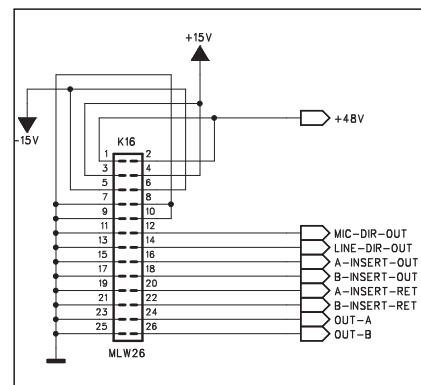 +15V
+48V
-15V
K16
1 2
3 4
5 6
7 8
9 10
11 12
MIC-DIR-OUT
13 14
LINE-DIR-OUT
15 16
A-INSERT-OUT
17 18
B-INSERT-OUT
19 20
A-INSERT-RET
21 22
B-INSERT-RET
23 24
OUT-A
25 26
OUT-B
MLW26